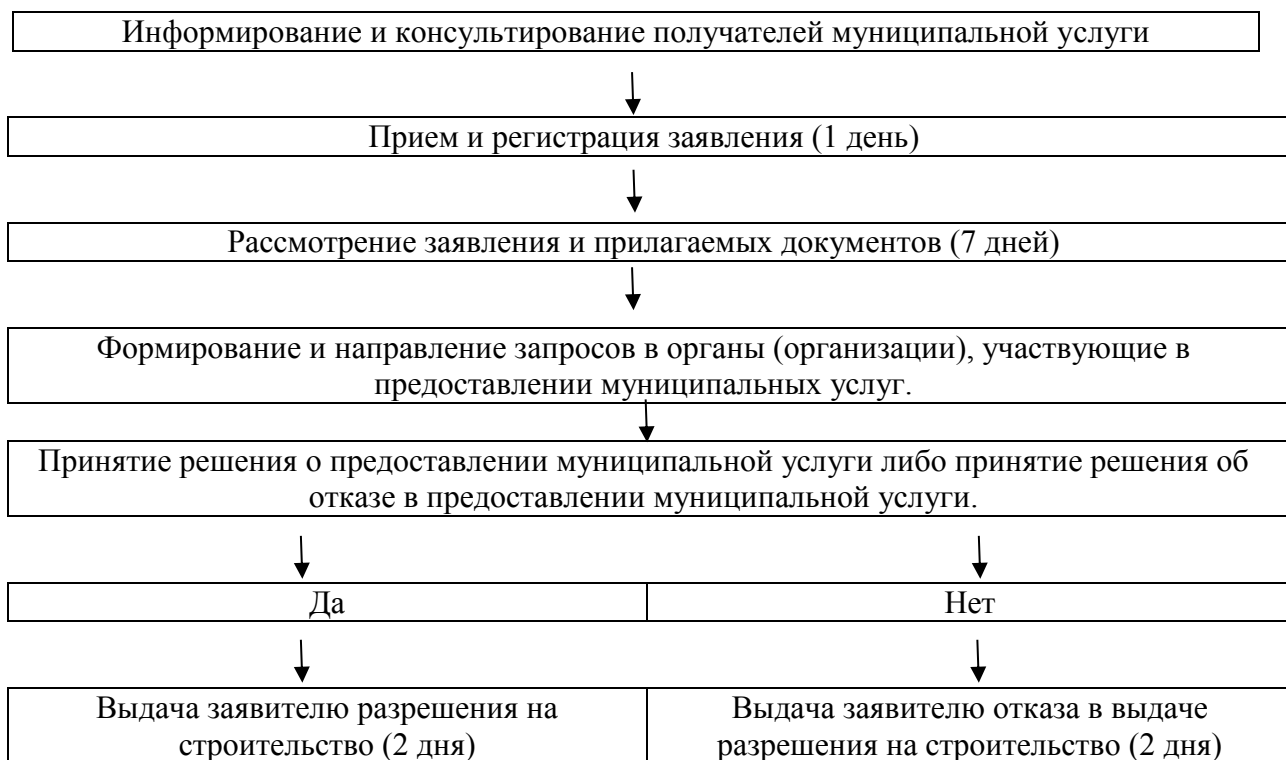 Информирование и консультирование получателей муниципальной услуги
Прием и регистрация заявления (1 день)
Рассмотрение заявления и прилагаемых документов (7 дней)
Формирование и направление запросов в органы (организации), участвующие в
предоставлении муниципальных услуг.
Принятие решения о предоставлении муниципальной услуги либо принятие решения об
отказе в предоставлении муниципальной услуги.
Да
Нет
Выдача заявителю разрешения на
строительство (2 дня)
Выдача заявителю отказа в выдаче
разрешения на строительство (2 дня)